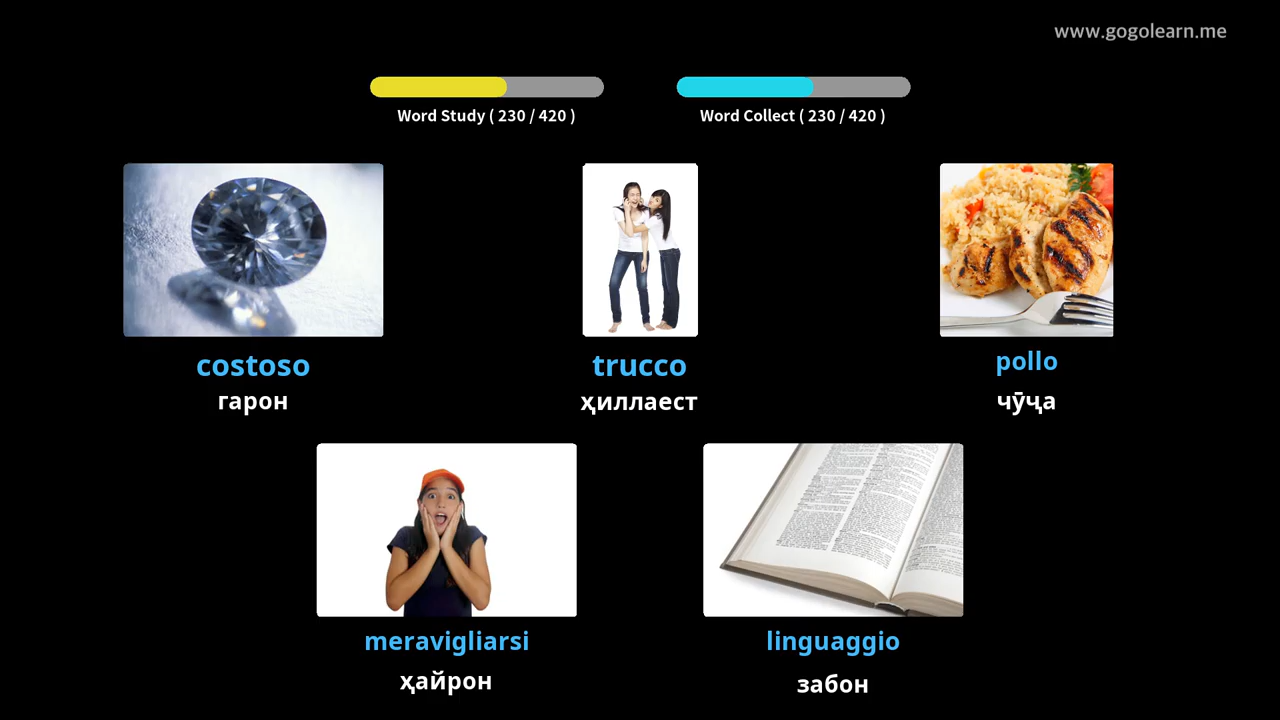 www.gogolearn.me
Word Study ( 230 / 420 )
Word Collect ( 230 / 420 )
costoso
гарон
trucco
ҳиллаест
pollo
чӯҷа
meravigliarsi
ҳайрон
linguaggio
забон